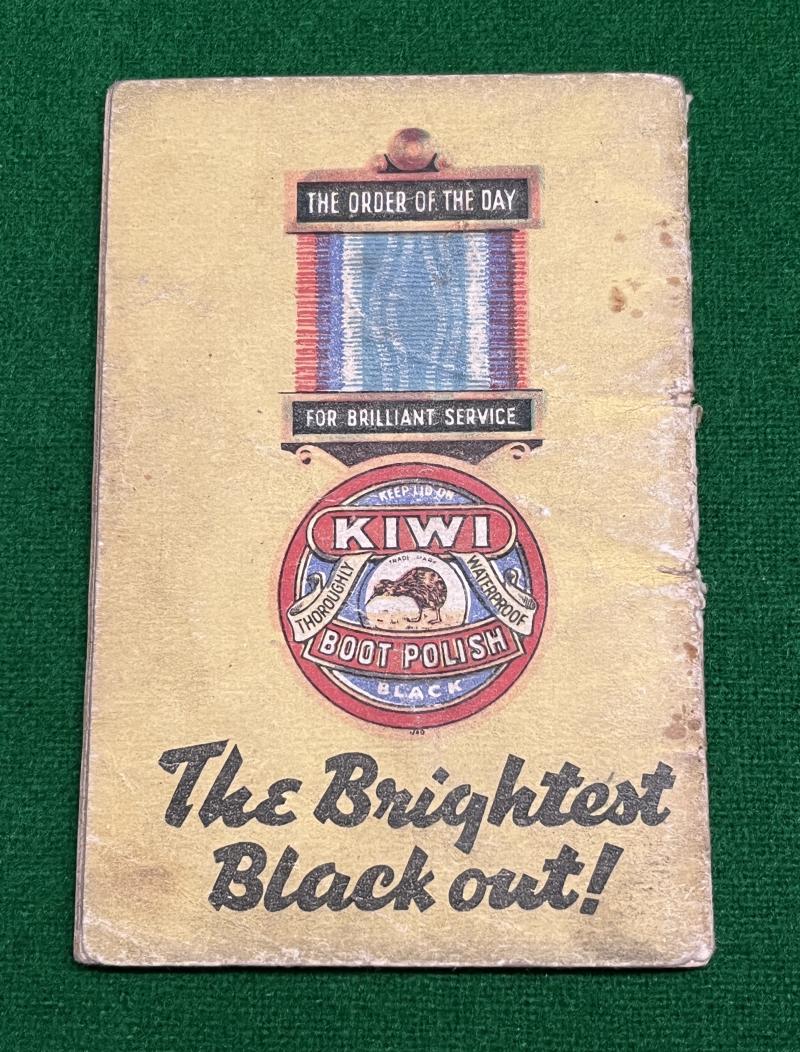 THE ORDER OF THE DAY
FOR BRILLIANT SERVICE
KEEP LID ON
KIWI
TRADE MARK
THOROUGHLY
WATERPROOF
BOOT POLISH
BLACK
The Brightest
Black out!